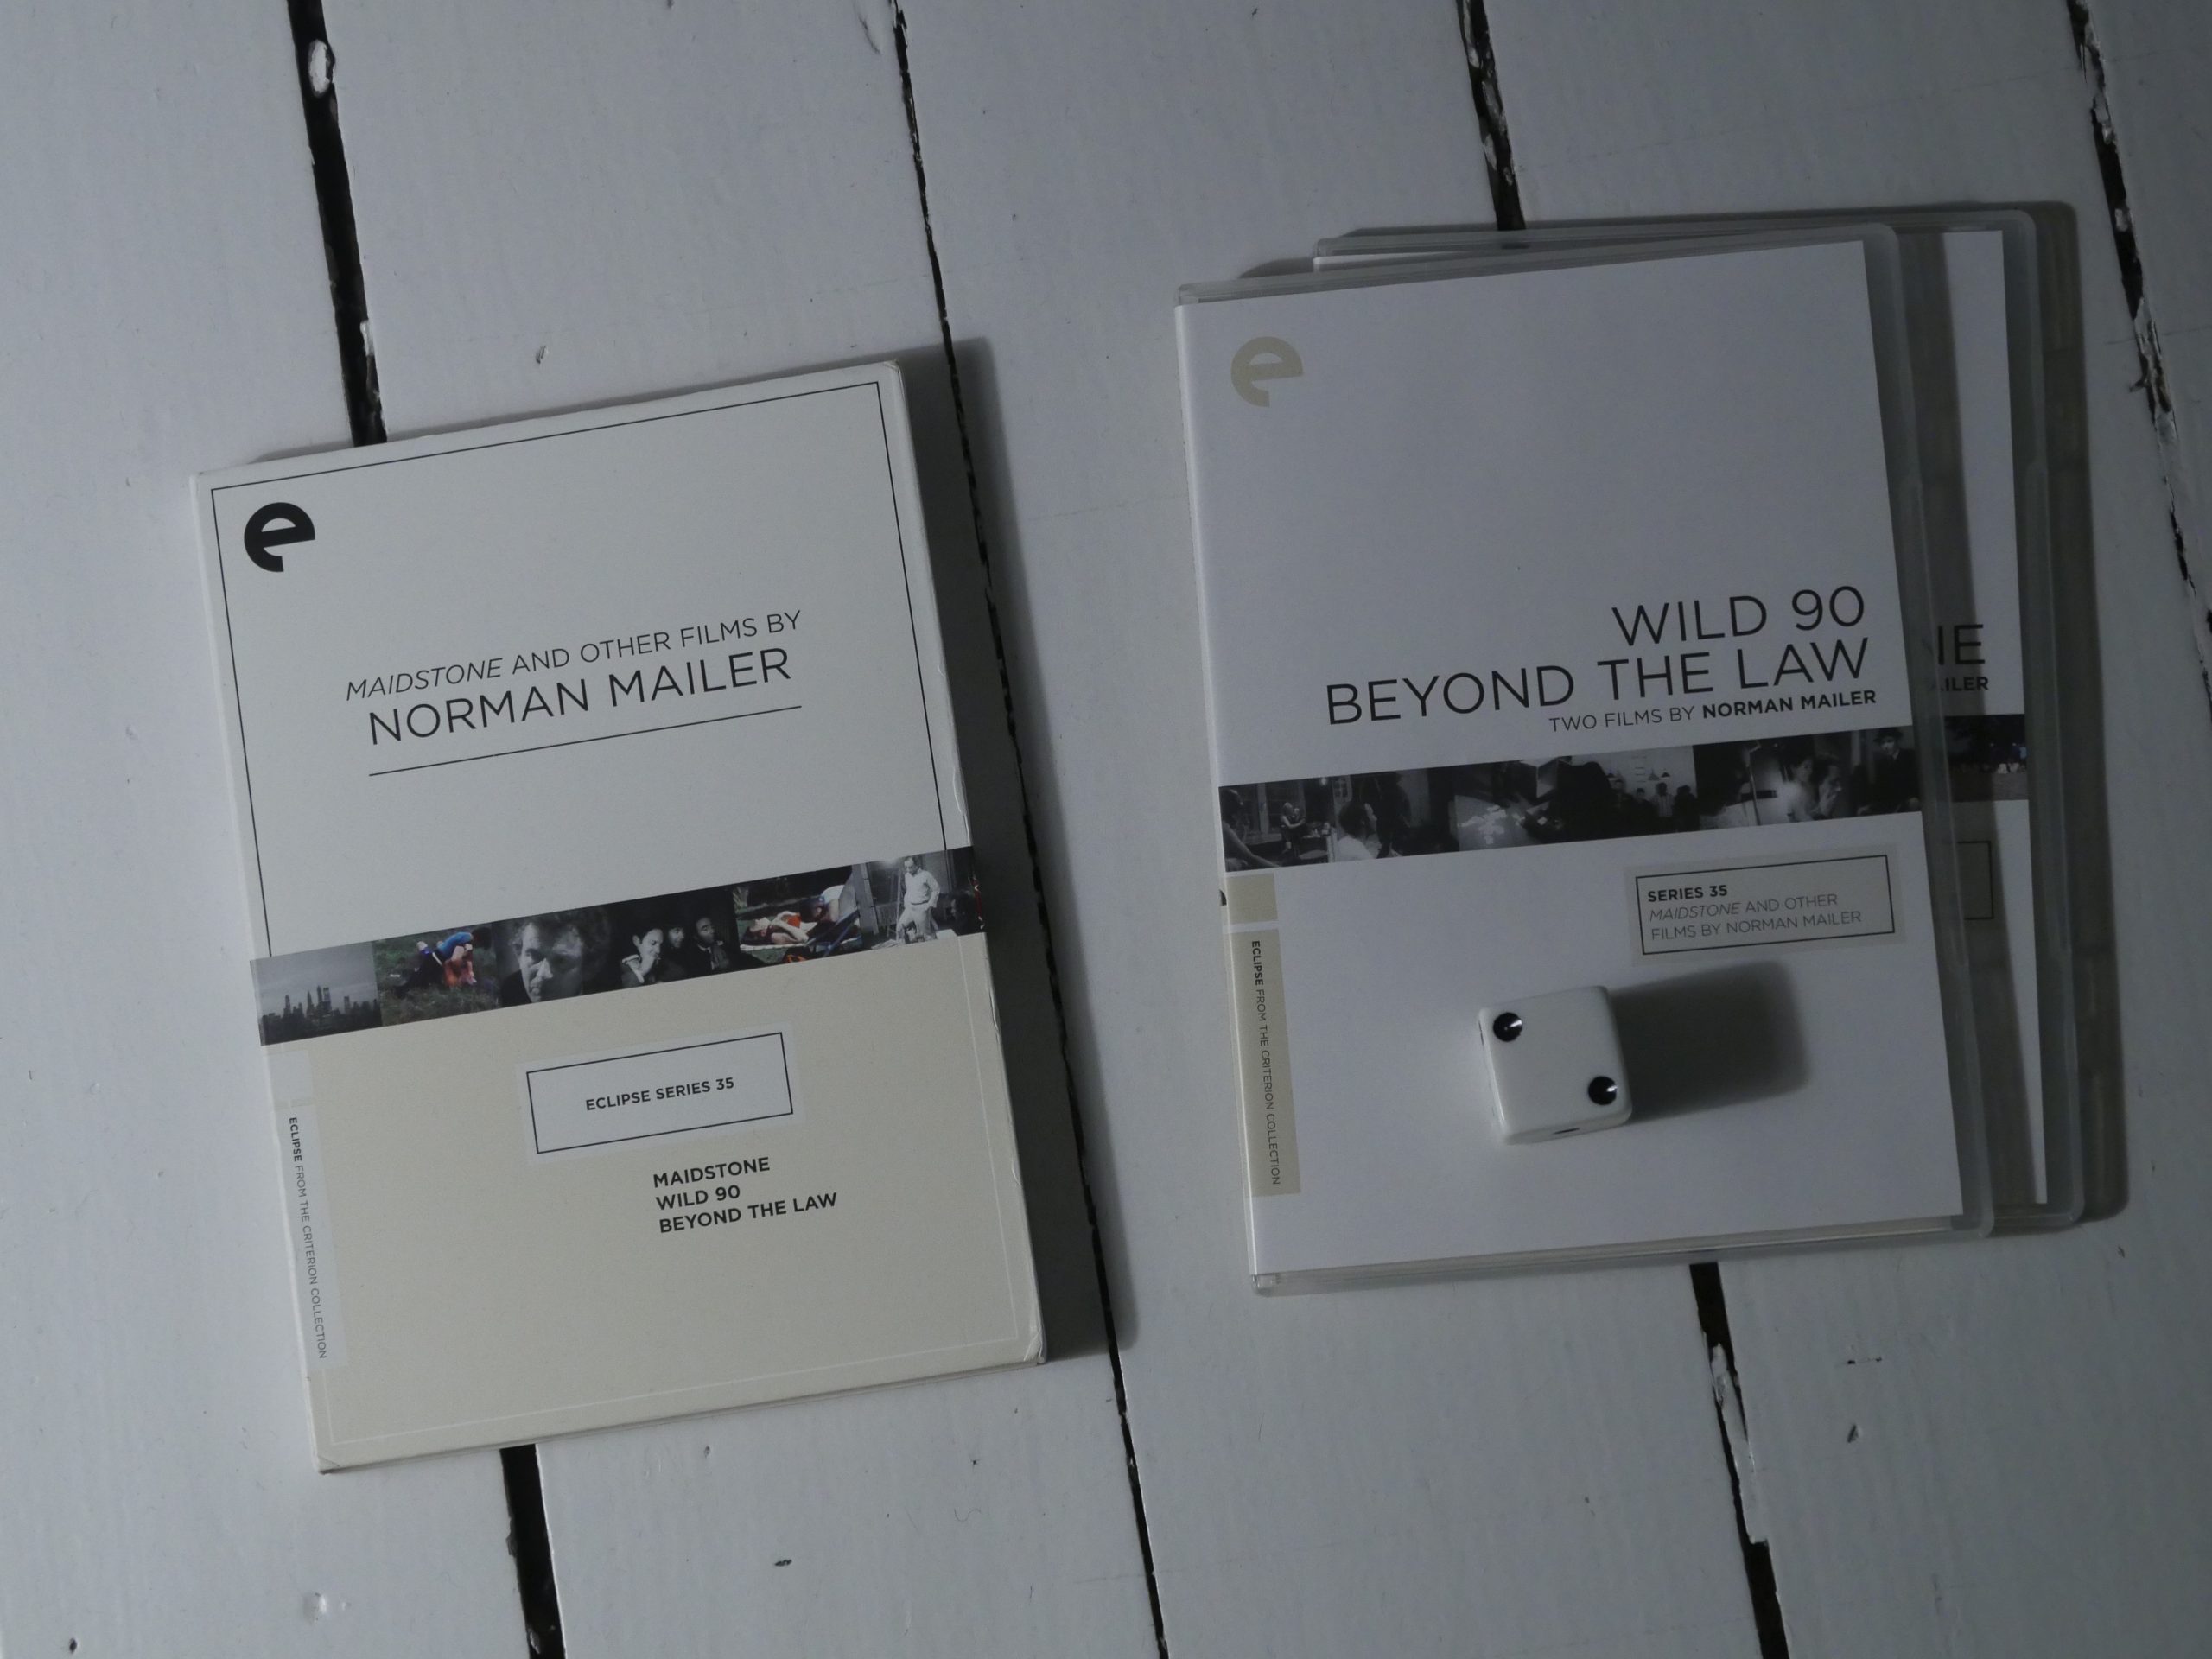 e
MAIDSTONE AND OTHER FILMS BY
NORMAN MAILER
ECLIPSE SERIES 35
MAIDSTONE
WILD 90
BEYOND THE LAW
ECLIPSE FROM THE CRITERION COLLECTION
e
WILD 90
BEYOND THE LAW
TWO FILMS BY NORMAN MAILER
SERIES 35
MAIDSTONE AND OTHER
FILMS BY NORMAN MAILER
ECLIPSE FROM THE CRITERION COLLECTION